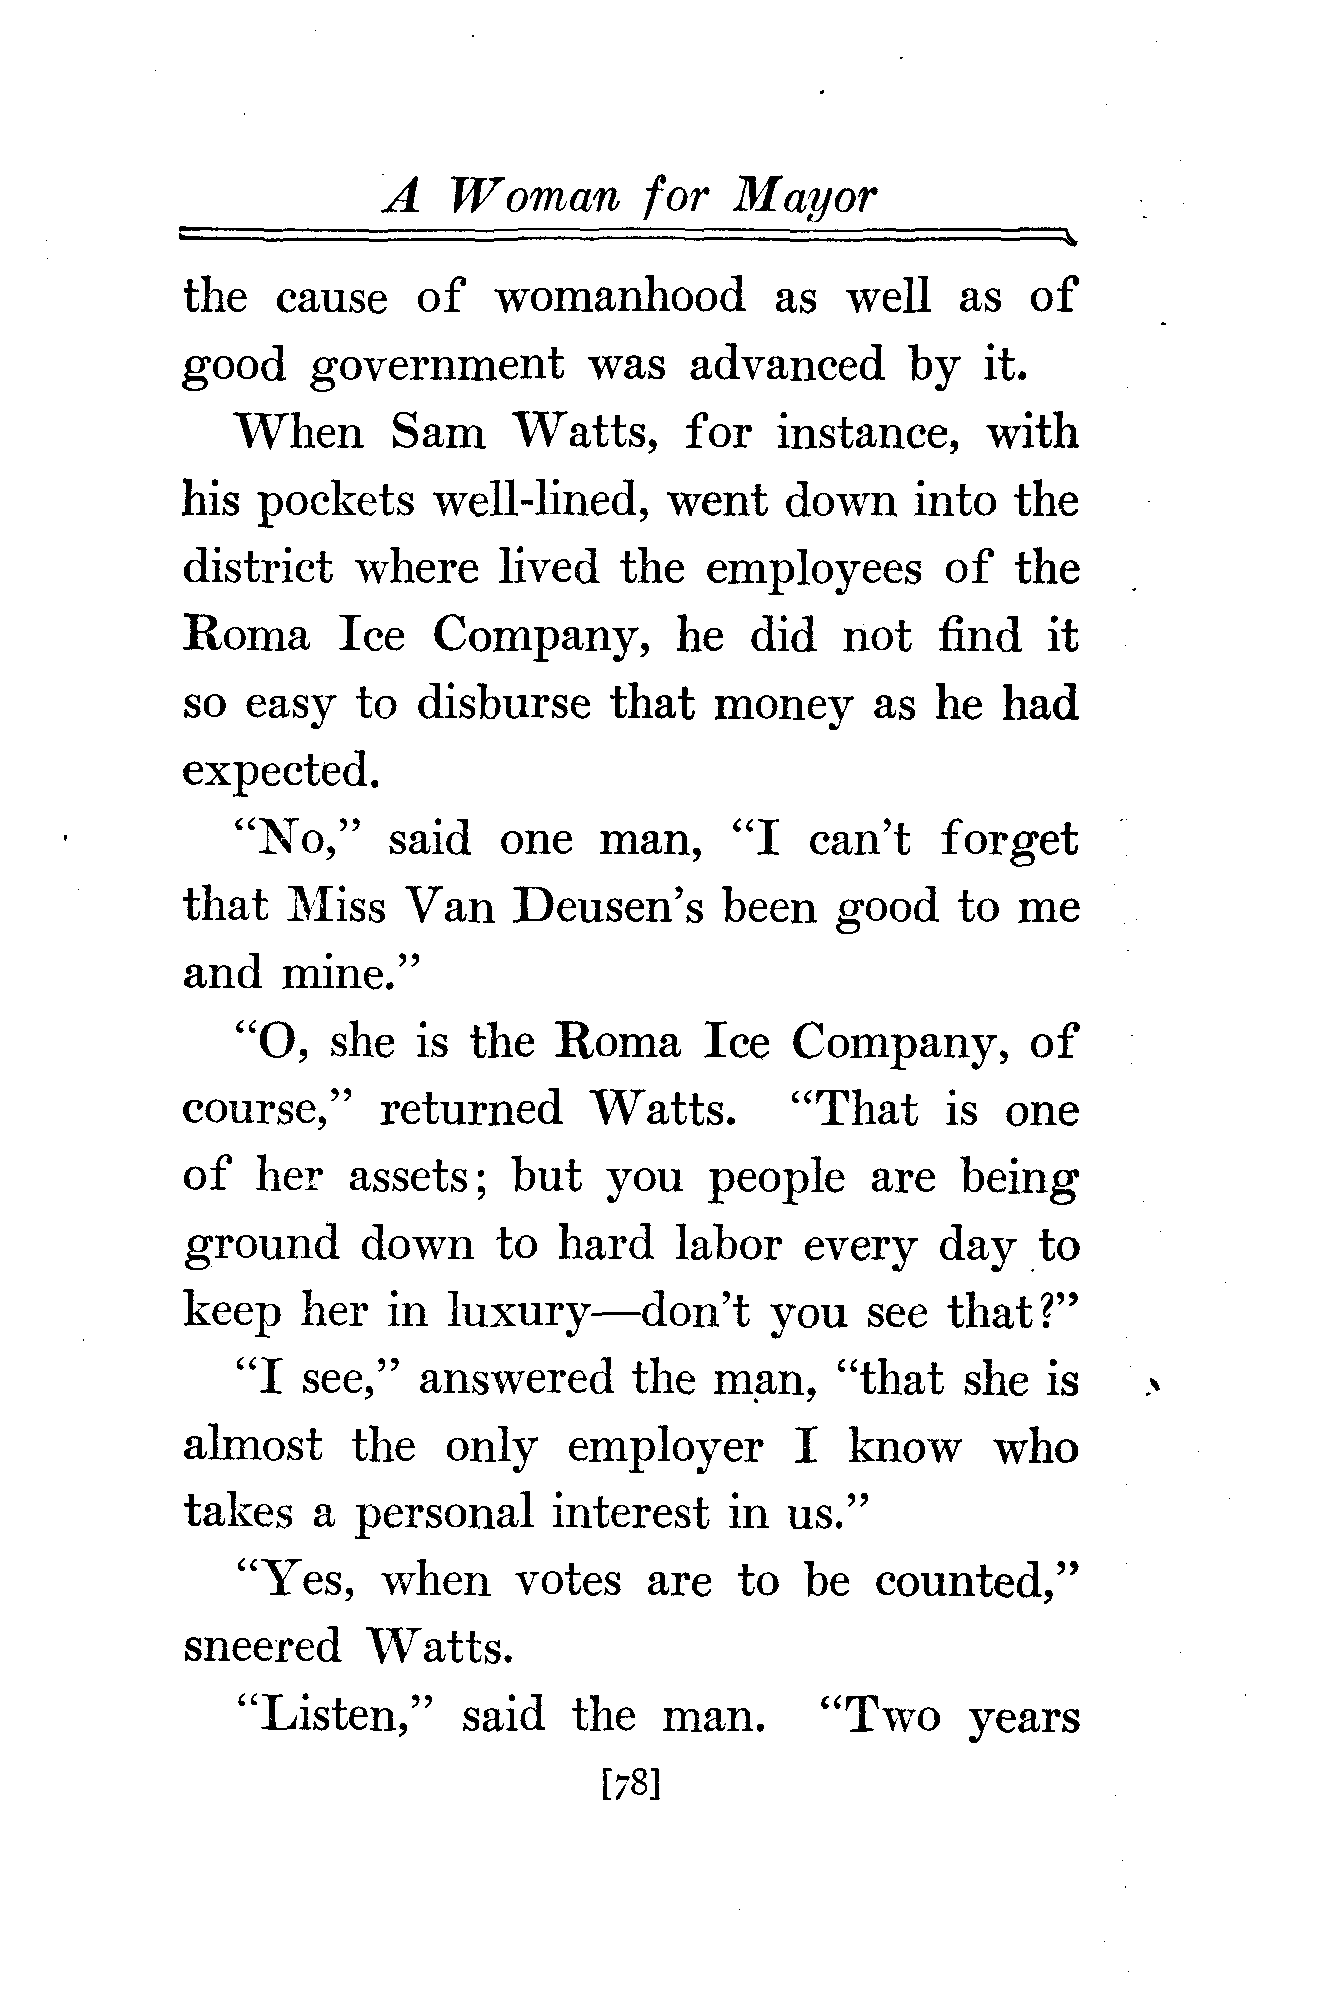 A Woman for Mayor
the cause of womanhood as well as of
good government was advanced by it.
When Sam Watts, for instance, with
his pockets well-lined, went down into the
district where lived the employees of the
Roma Ice Company, he did not find it
so easy to disburse that money as he had
expected.
“No,” said one man, “I can’t forget
that Miss Van Deusen’s been good to me
and mine.”
“O, she is the Roma Ice Company, of
course,” returned Watts. “That is one
of her assets; but you people are being
ground down to hard labor every day to
keep her in luxury—don’t you see that?”
“I see,” answered the man, “that she is
almost the only employer I know who
takes a personal interest in us.”
“Yes, when votes are to be counted,”
sneered Watts.
“Listen,” said the man. “Two years
[78]